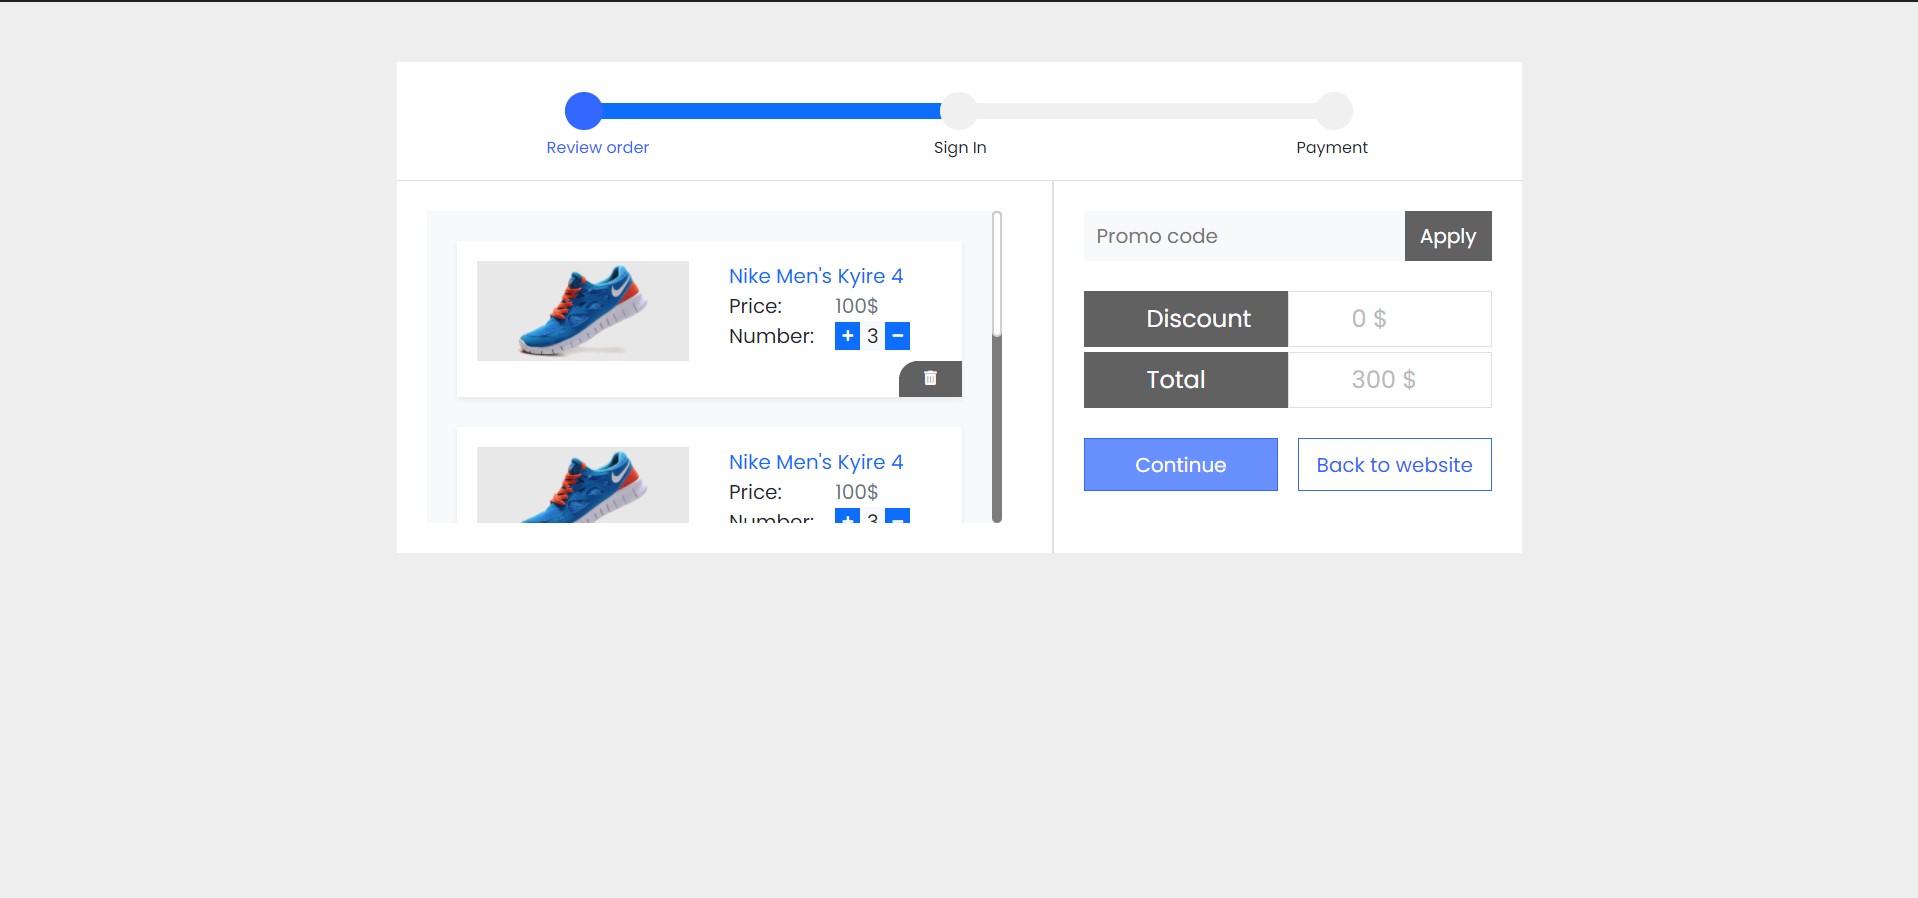 Review order
Sign In
Payment
Nike Men's Kyire 4
Price: 100$
Number: + 3 −
Nike Men's Kyire 4
Price: 100$
Number: + 3 −
Promo code
Apply
Discount 0 $
Total 300 $
Continue
Back to website